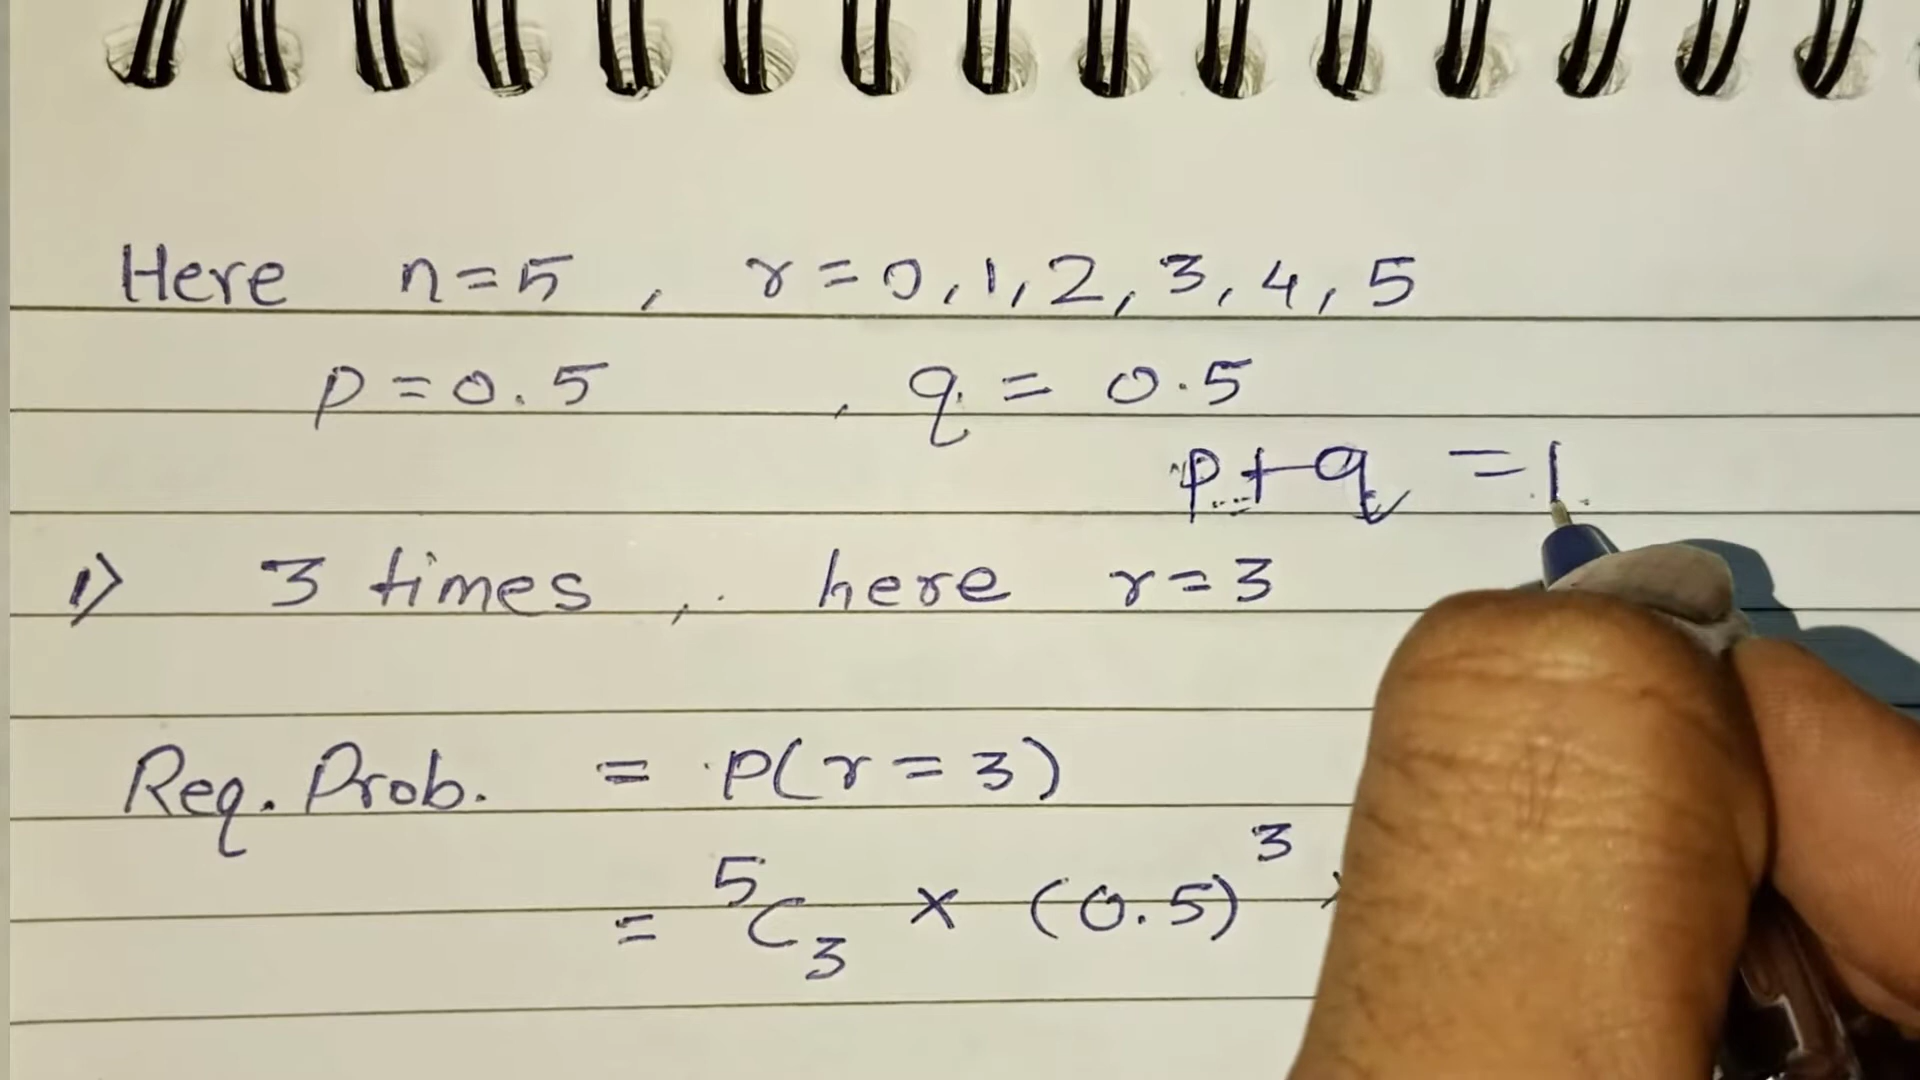 Here n=5 , r=0,1,2,3,4,5
p=0.5 , q = 0.5
p+q =1
1) 3 times , here r=3
Req. Prob. = P(r=3)
= ⁵C₃ × (0.5)³